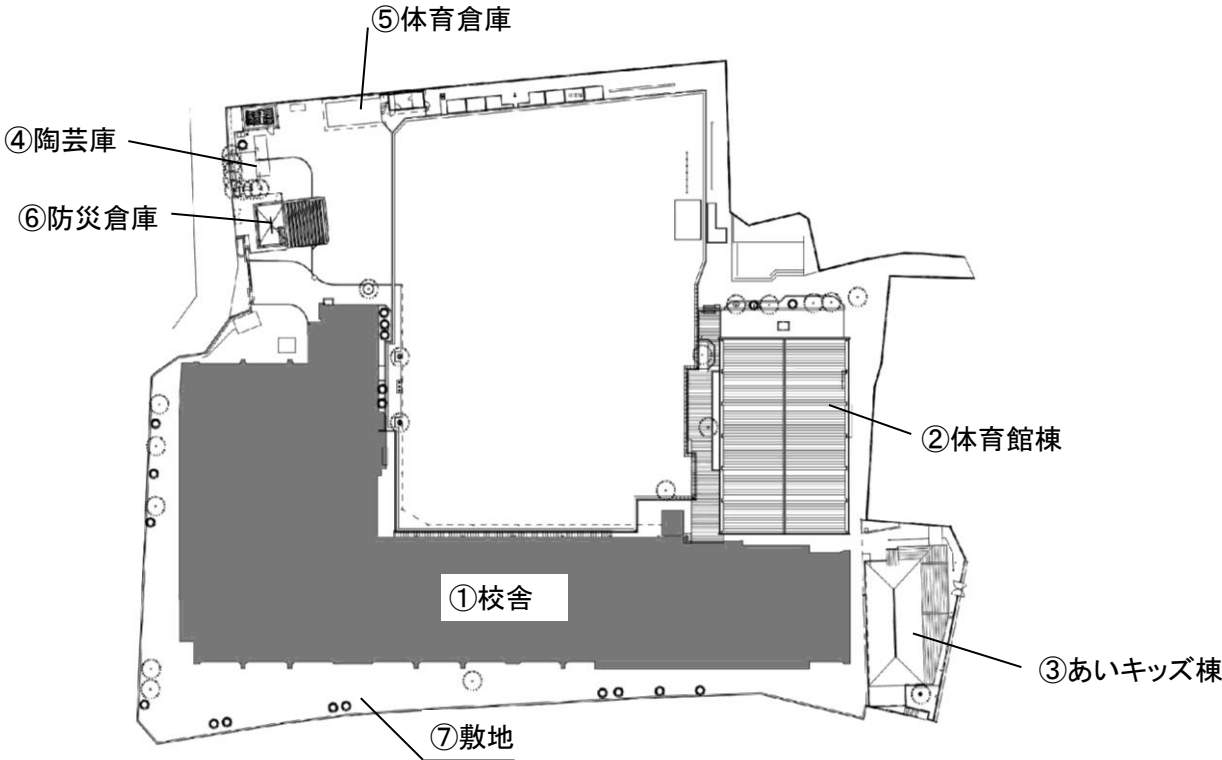 ⑤体育倉庫
④陶芸庫
⑥防災倉庫
②体育館棟
①校舎
③あいキッズ棟
⑦敷地